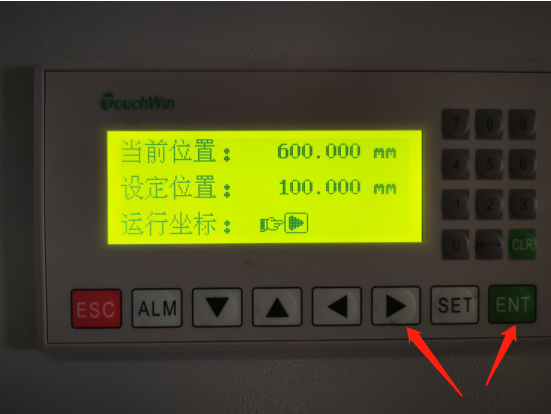 TouchWin
当前位置： 600.000 mm
设定位置： 100.000 mm
运行坐标：
7 8 9
4 5 6
1 2 3
0 +- CLR
ESC ALM SET ENT